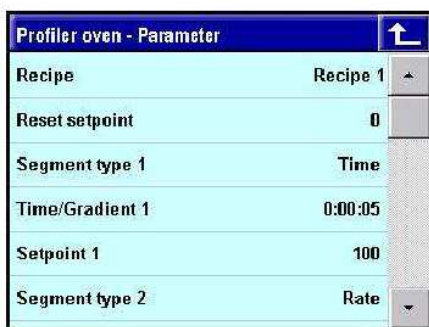 Profiler oven - Parameter
Recipe Recipe 1
Reset setpoint 0
Segment type 1 Time
Time/Gradient 1 0:00:05
Setpoint 1 100
Segment type 2 Rate